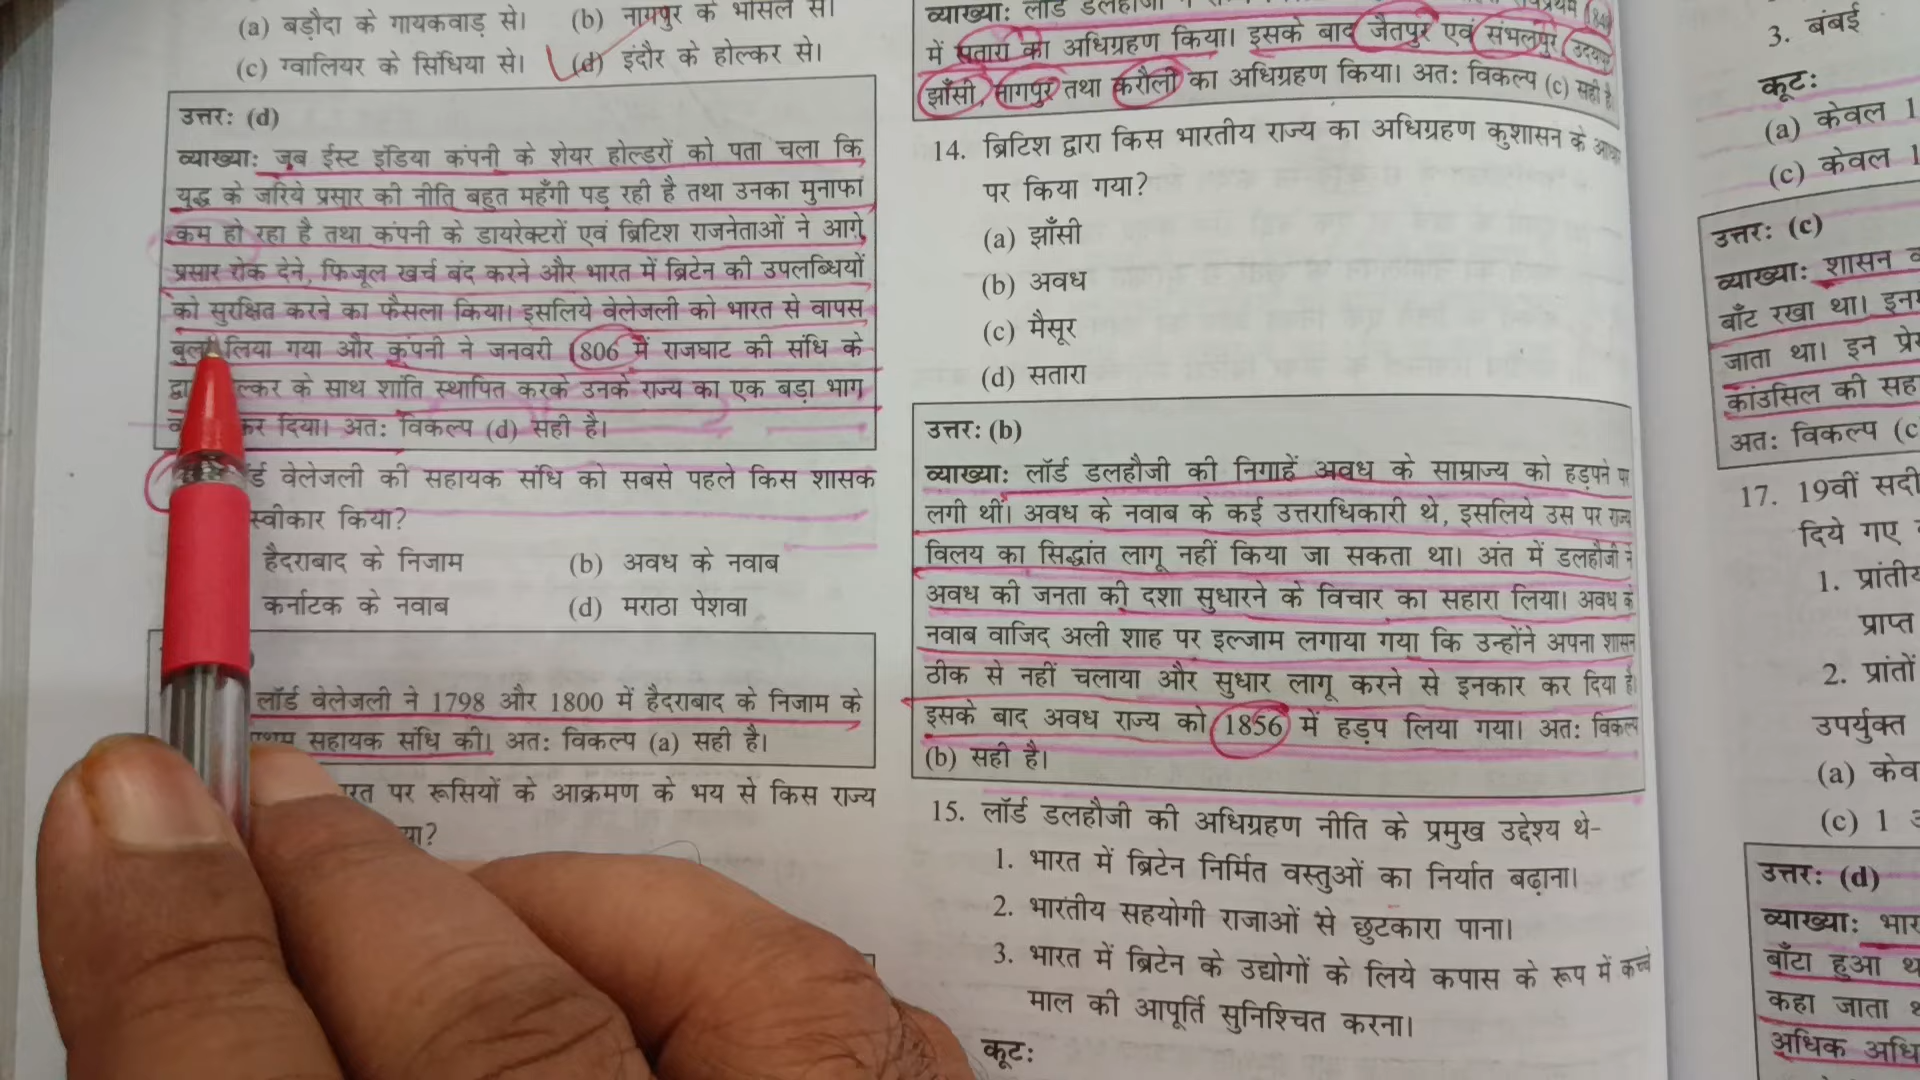 (a) बड़ौदा के गायकवाड़ से। (b) नागपुर के भोंसले से।
(c) ग्वालियर के सिंधिया से। (d) इंदौर के होल्कर से।
उत्तर: (d)
व्याख्या: जब ईस्ट इंडिया कंपनी के शेयर होल्डरों को पता चला कि
युद्ध के जरिये प्रसार की नीति बहुत महँगी पड़ रही है तथा उनका मुनाफा
कम हो रहा है तथा कंपनी के डायरेक्टरों एवं ब्रिटिश राजनेताओं ने आगे
प्रसार रोक देने, फिजूल खर्च बंद करने और भारत में ब्रिटेन की उपलब्धियों
को सुरक्षित करने का फैसला किया। इसलिये वेलेजली को भारत से वापस
बुला लिया गया और कंपनी ने जनवरी 1806 में राजघाट की संधि के
ल्कर के साथ शांति स्थापित करके उनके राज्य का एक बड़ा भाग
कर दिया। अत: विकल्प (d) सही है।
र्ड वेलेजली की सहायक संधि को सबसे पहले किस शासक
स्वीकार किया?
हैदराबाद के निजाम (b) अवध के नवाब
कर्नाटक के नवाब (d) मराठा पेशवा
लॉर्ड वेलेजली ने 1798 और 1800 में हैदराबाद के निजाम के
सहायक संधि की। अत: विकल्प (a) सही है।
रत पर रूसियों के आक्रमण के भय से किस राज्य
या?
व्याख्या: लॉर्ड डलहौजी ने
में सतारा का अधिग्रहण किया। इसके बाद जैतपुर एवं संभलपुर, उदयपुर
झाँसी, नागपुर तथा करौली का अधिग्रहण किया। अत: विकल्प (c) सही है
14. ब्रिटिश द्वारा किस भारतीय राज्य का अधिग्रहण कुशासन के
पर किया गया?
(a) झाँसी
(b) अवध
(c) मैसूर
(d) सतारा
उत्तर: (b)
व्याख्या: लॉर्ड डलहौजी की निगाहें अवध के साम्राज्य को हड़पने पर
लगी थीं। अवध के नवाब के कई उत्तराधिकारी थे, इसलिये उस पर राज्य
विलय का सिद्धांत लागू नहीं किया जा सकता था। अंत में डलहौजी ने
अवध की जनता की दशा सुधारने के विचार का सहारा लिया। अवध के
नवाब वाजिद अली शाह पर इल्जाम लगाया गया कि उन्होंने अपना शासन
ठीक से नहीं चलाया और सुधार लागू करने से इनकार कर दिया है।
इसके बाद अवध राज्य को 1856 में हड़प लिया गया। अत: विकल्प
(b) सही है।
15. लॉर्ड डलहौजी की अधिग्रहण नीति के प्रमुख उद्देश्य थे-
1. भारत में ब्रिटेन निर्मित वस्तुओं का निर्यात बढ़ाना।
2. भारतीय सहयोगी राजाओं से छुटकारा पाना।
3. भारत में ब्रिटेन के उद्योगों के लिये कपास के रूप में कच्चे
माल की आपूर्ति सुनिश्चित करना।
कूट:
3. बंबई
कूट:
(a) केवल 1
(c) केवल 1
उत्तर: (c)
व्याख्या: शासन
बाँट रखा था।
जाता था। इन
कांउसिल की
अत: विकल्प (c
17. 19वीं सदी
दिये गए
1.
प्राप्त
2. प्रांतों
उपर्युक्त
(a)
(c) 1
उत्तर: (d)
व्याख्या:
बाँटा हुआ
कहा जाता
अधिक